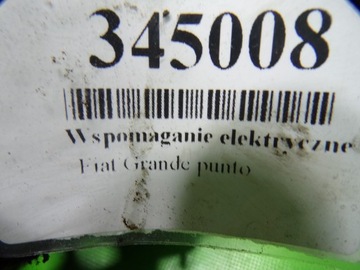 345008
Wspomaganie elektryczne
Fiat Grande punto